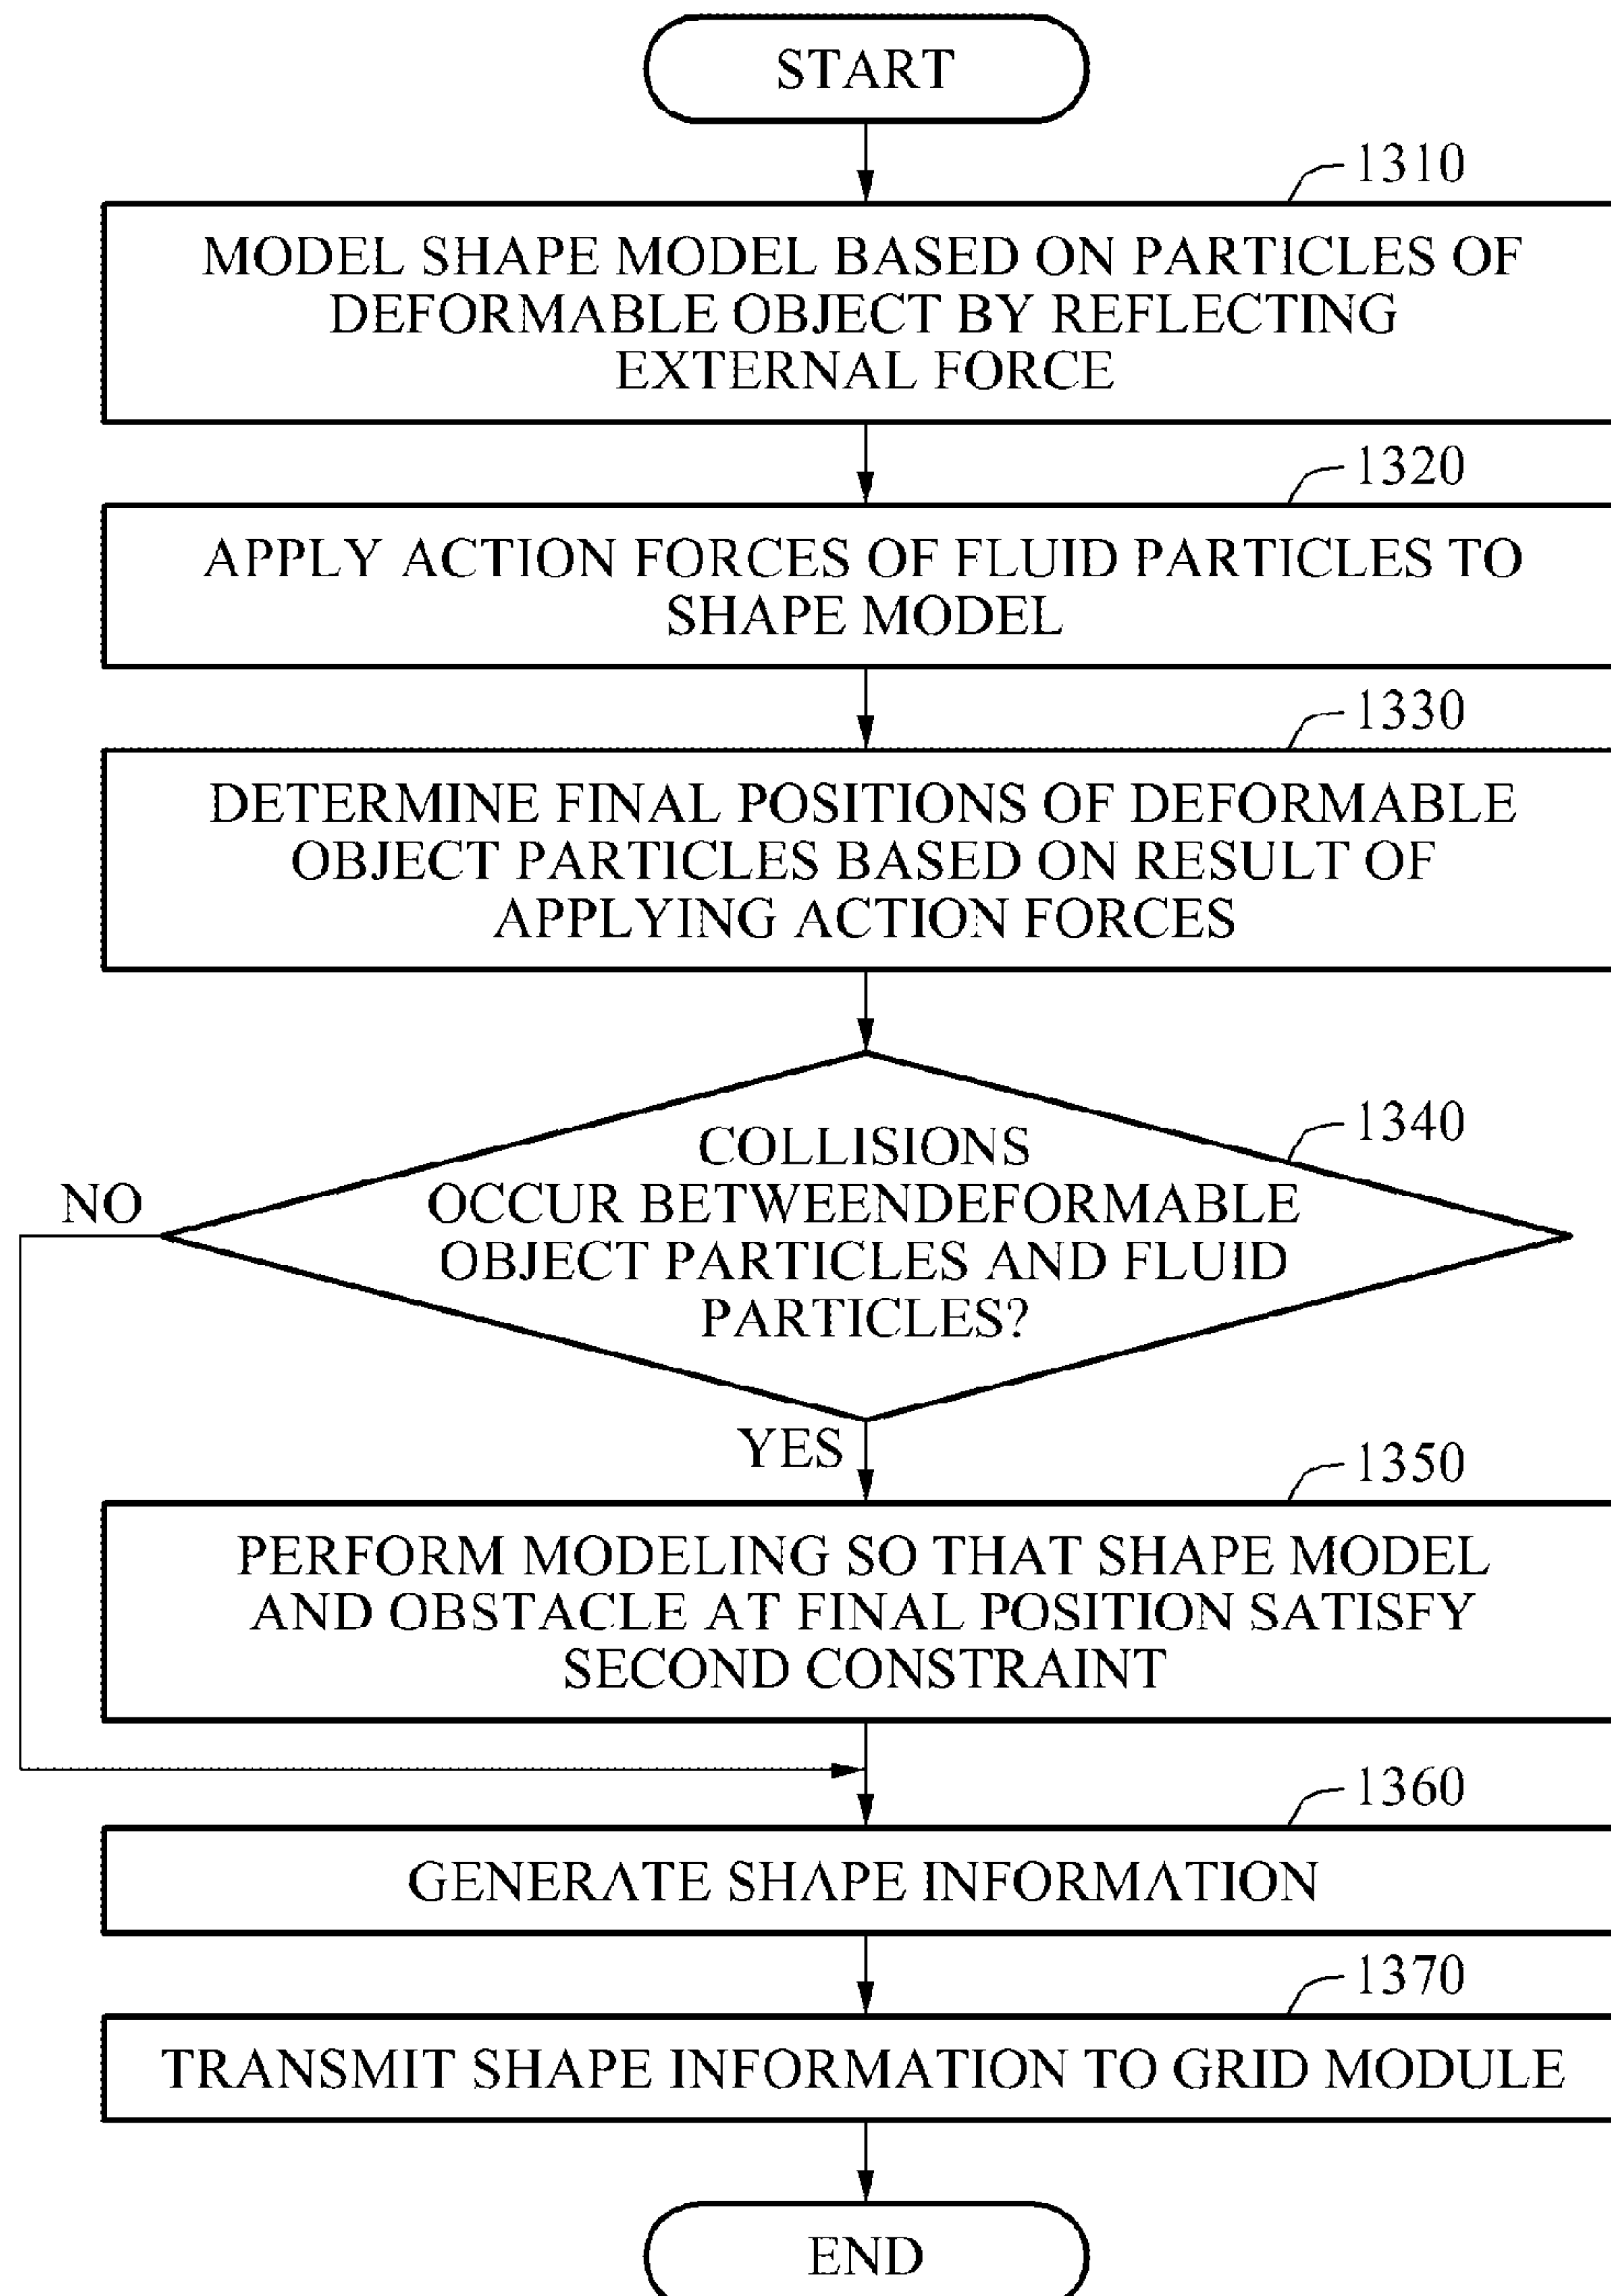 START
1310
MODEL SHAPE MODEL BASED ON PARTICLES OF
DEFORMABLE OBJECT BY REFLECTING
EXTERNAL FORCE
1320
APPLY ACTION FORCES OF FLUID PARTICLES TO
SHAPE MODEL
1330
DETERMINE FINAL POSITIONS OF DEFORMABLE
OBJECT PARTICLES BASED ON RESULT OF
APPLYING ACTION FORCES
1340
COLLISIONS
OCCUR BETWEENDEFORMABLE
OBJECT PARTICLES AND FLUID
PARTICLES?
NO
YES
1350
PERFORM MODELING SO THAT SHAPE MODEL
AND OBSTACLE AT FINAL POSITION SATISFY
SECOND CONSTRAINT
1360
GENERATE SHAPE INFORMATION
1370
TRANSMIT SHAPE INFORMATION TO GRID MODULE
END